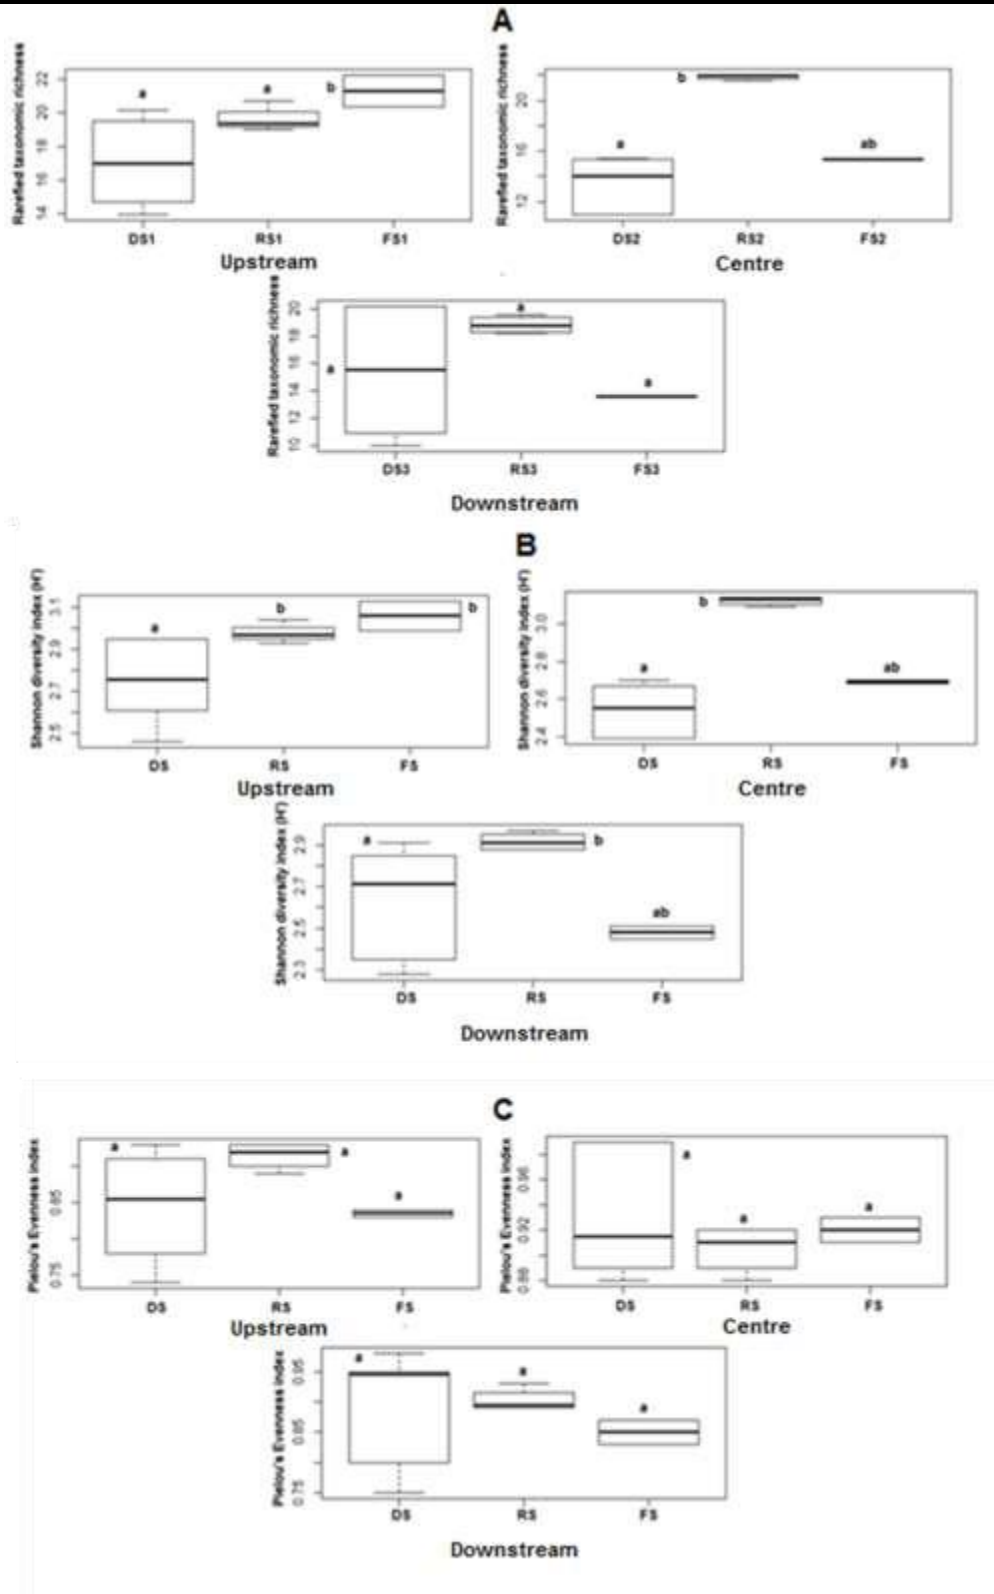 A
Rarefied taxonomic richness
22
20
18
16
14
a
a
b
DS1 RS1 FS1
Upstream
Rarefied taxonomic richness
20
16
12
a
b
ab
DS2 RS2 FS2
Centre
Rarefied taxonomic richness
20
18
16
14
12
10
a
a
a
DS3 RS3 FS3
Downstream
B
Shannon diversity index (H')
3.1
2.9
2.7
2.5
a
b
b
DS RS FS
Upstream
Shannon diversity index (H')
3.0
2.8
2.6
2.4
a
b
ab
DS RS FS
Centre
Shannon diversity index (H')
2.9
2.7
2.5
2.3
a
b
ab
DS RS FS
Downstream
C
Pielou's Evenness index
0.85
0.75
a
a
a
DS RS FS
Upstream
Pielou's Evenness index
0.96
0.92
0.88
a
a
a
DS RS FS
Centre
Pielou's Evenness index
0.95
0.85
0.75
a
a
a
DS RS FS
Downstream